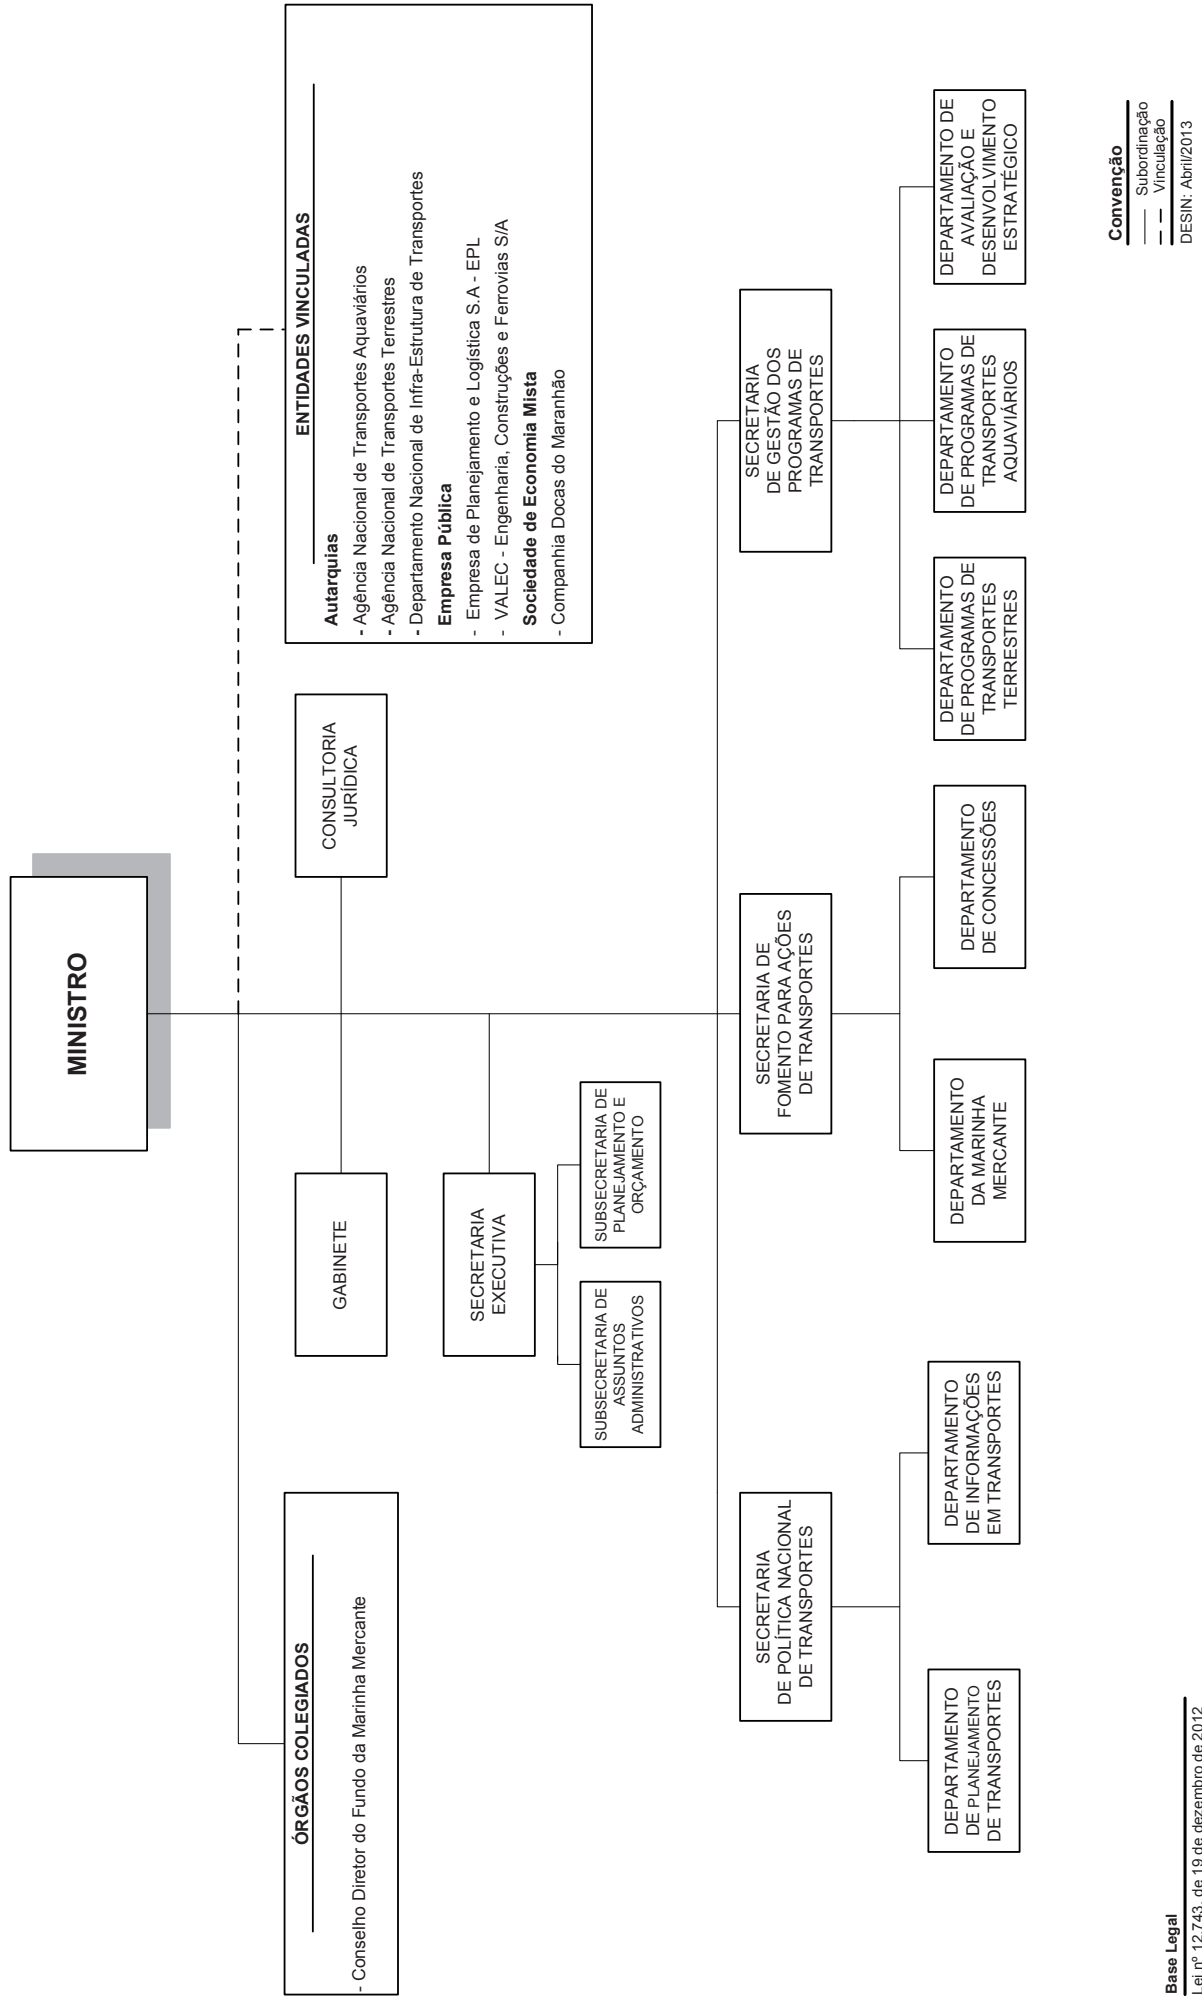 MINISTRO
ÓRGÃOS COLEGIADOS
- Conselho Diretor do Fundo da Marinha Mercante
GABINETE
CONSULTORIA
JURÍDICA
ENTIDADES VINCULADAS
Autarquias
- Agência Nacional de Transportes Aquaviários
- Agência Nacional de Transportes Terrestres
- Departamento Nacional de Infra-Estrutura de Transportes
Empresa Pública
- Empresa de Planejamento e Logística S.A - EPL
- VALEC - Engenharia, Construções e Ferrovias S/A
Sociedade de Economia Mista
- Companhia Docas do Maranhão
SECRETARIA
EXECUTIVA
SUBSECRETARIA DE
ASSUNTOS
ADMINISTRATIVOS
SUBSECRETARIA DE
PLANEJAMENTO E
ORÇAMENTO
SECRETARIA
DE POLÍTICA NACIONAL
DE TRANSPORTES
SECRETARIA DE
FOMENTO PARA AÇÕES
DE TRANSPORTES
SECRETARIA
DE GESTÃO DOS
PROGRAMAS DE
TRANSPORTES
DEPARTAMENTO
DE PLANEJAMENTO
DE TRANSPORTES
DEPARTAMENTO
DE INFORMAÇÕES
EM TRANSPORTES
DEPARTAMENTO
DA MARINHA
MERCANTE
DEPARTAMENTO
DE CONCESSÕES
DEPARTAMENTO
DE PROGRAMAS DE
TRANSPORTES
TERRESTRES
DEPARTAMENTO
DE PROGRAMAS DE
TRANSPORTES
AQUAVIÁRIOS
DEPARTAMENTO DE
AVALIAÇÃO E
DESENVOLVIMENTO
ESTRATÉGICO
Base Legal
Lei nº 12.743, de 19 de dezembro de 2012
Convenção
Subordinação
Vinculação
DESIN: Abril/2013